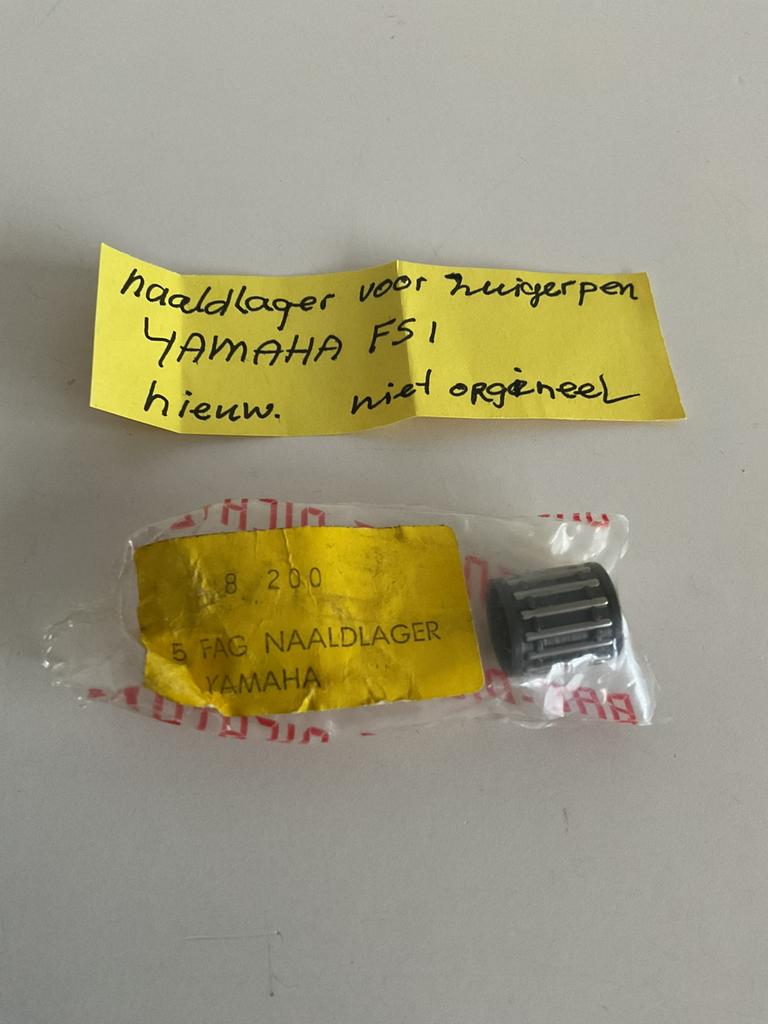 naaldlager voor zuigerpen
YAMAHA FS1
nieuw. niet orgineel
8 200
5 FAG NAALDLAGER
YAMAHA